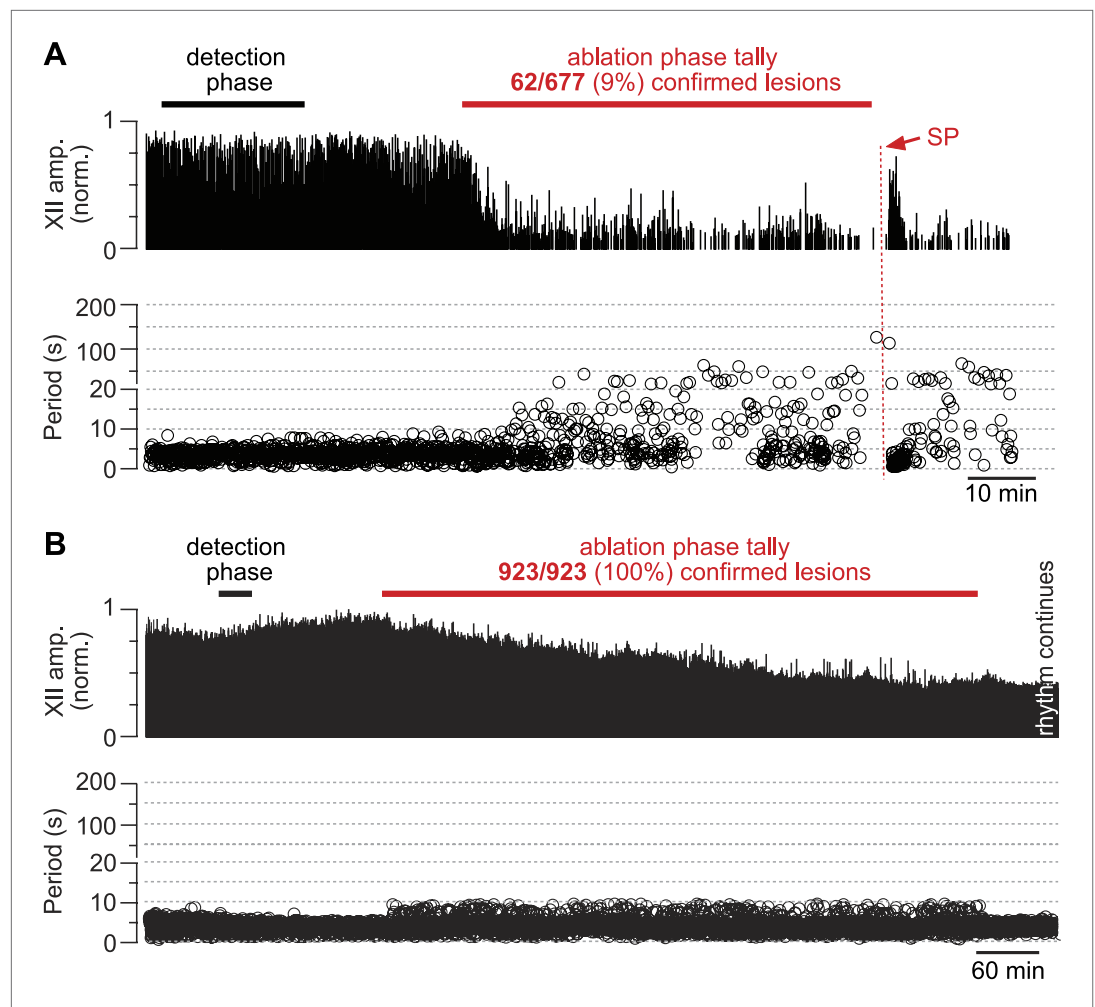 A
detection
phase
ablation phase tally
62/677 (9%) confirmed lesions
SP
1
XII amp.
(norm.)
0
200
100
20
10
0
Period (s)
10 min
B
detection
phase
ablation phase tally
923/923 (100%) confirmed lesions
1
XII amp.
(norm.)
0
rhythm continues
200
100
20
10
0
Period (s)
60 min